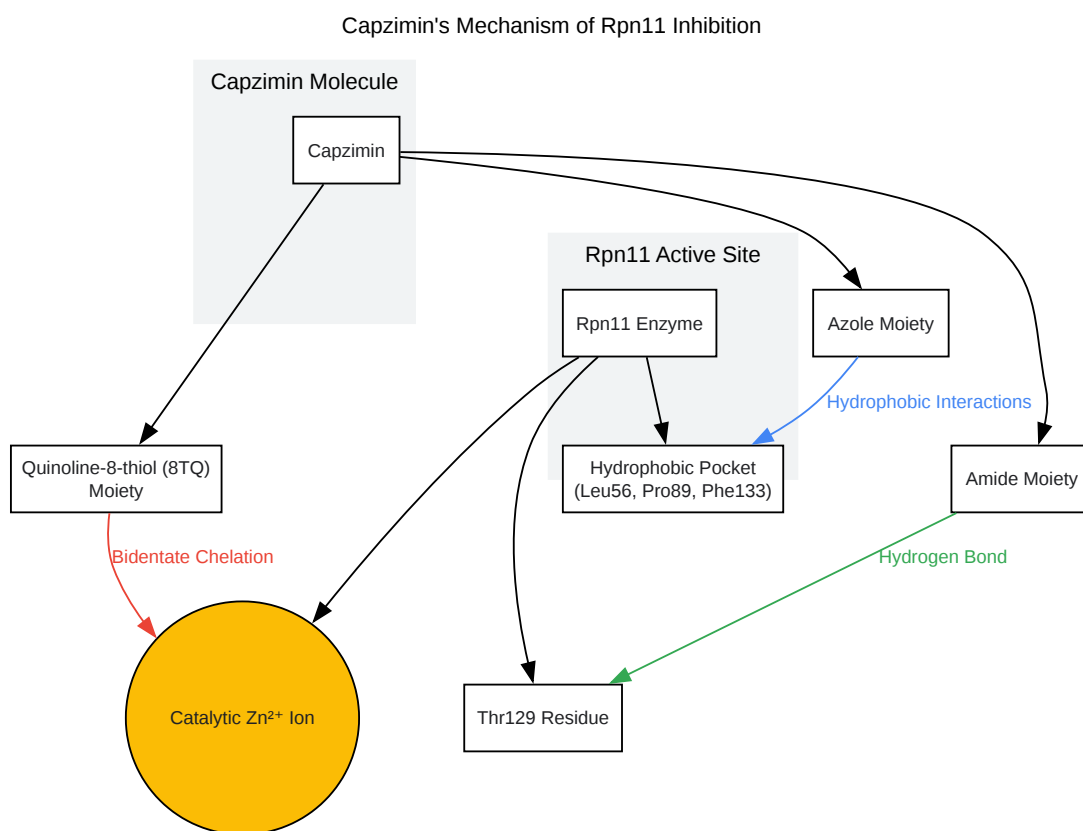 Capzimin's Mechanism of Rpn11 Inhibition
Capzimin Molecule
Capzimin
Rpn11 Active Site
Rpn11 Enzyme
Azole Moiety
Hydrophobic Interactions
Quinoline-8-thiol (8TQ)
Moiety
Hydrophobic Pocket
(Leu56, Pro89, Phe133)
Amide Moiety
Bidentate Chelation
Hydrogen Bond
Catalytic Zn²⁺ Ion
Thr129 Residue